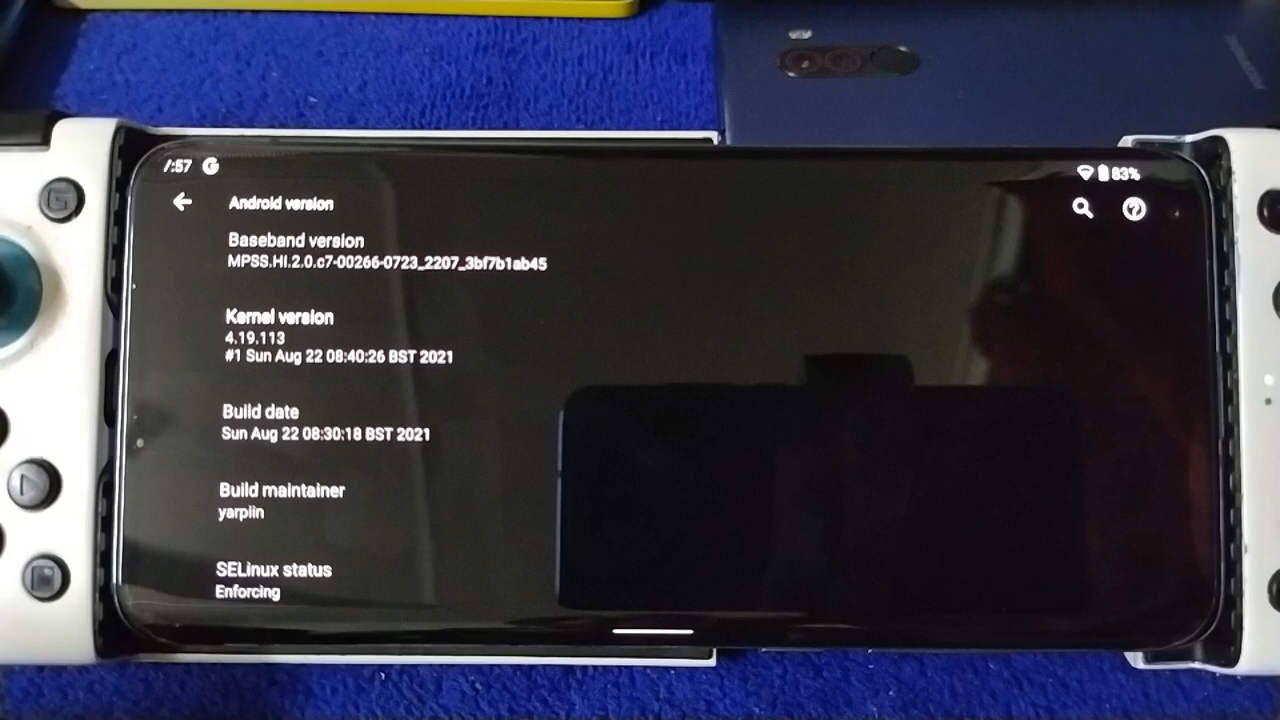 7:57 G 83%
Android version
Baseband version
MPSS.HI.2.0.c7-00266-0723_2207_3bf7b1ab45
Kernel version
4.19.113
#1 Sun Aug 22 08:40:26 BST 2021
Build date
Sun Aug 22 08:30:18 BST 2021
Build maintainer
yarpiin
SELinux status
Enforcing